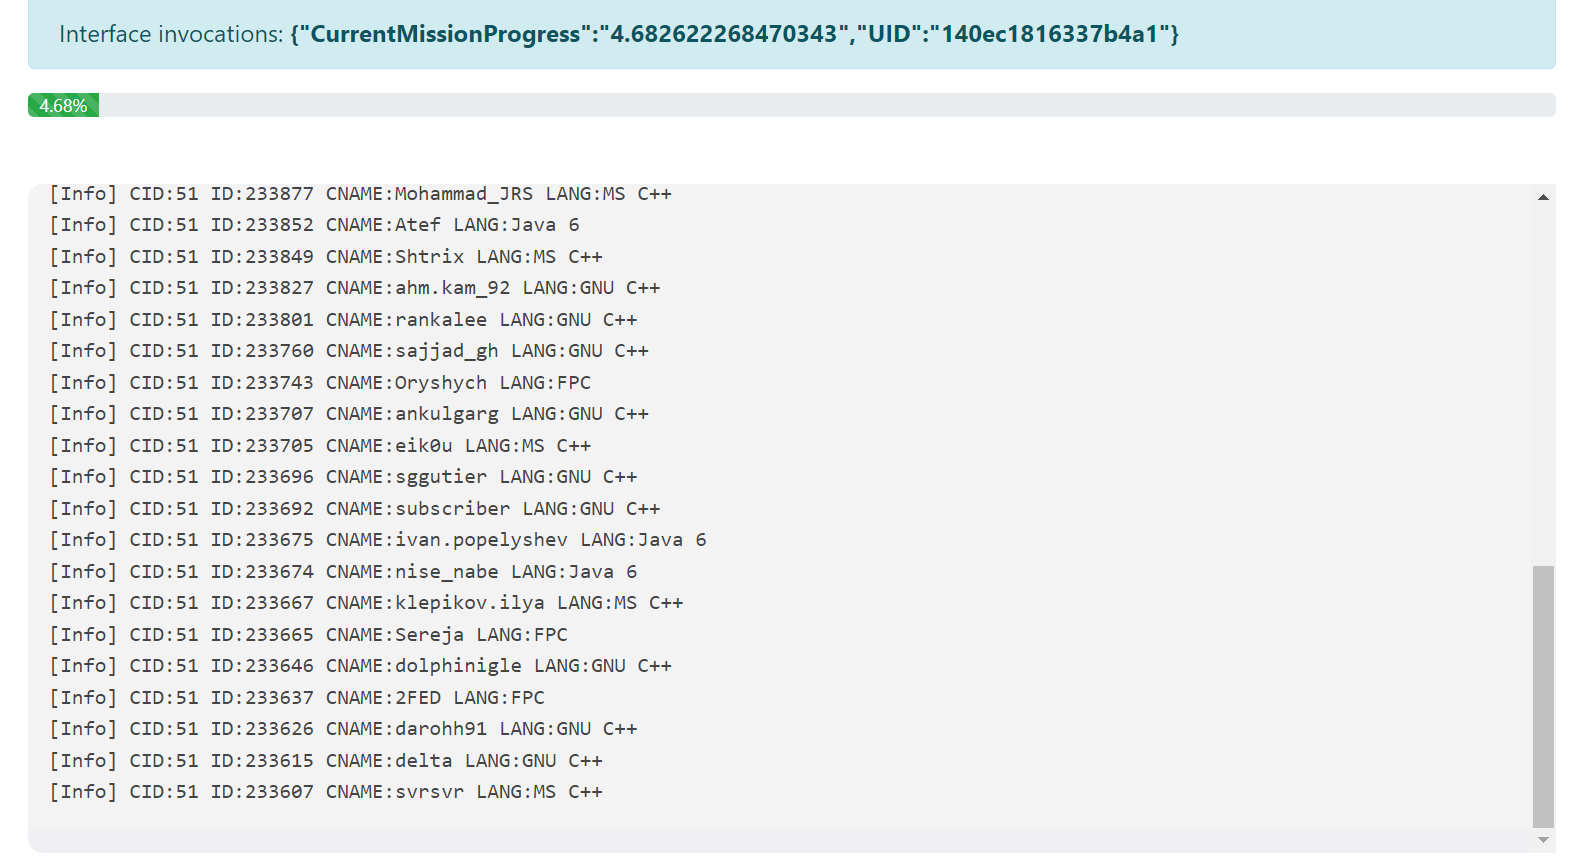 Interface invocations: {"CurrentMissionProgress":"4.682622268470343","UID":"140ec1816337b4a1"}
4.68%
[Info] CID:51 ID:233877 CNAME:Mohammad_JRS LANG:MS C++
[Info] CID:51 ID:233852 CNAME:Atef LANG:Java 6
[Info] CID:51 ID:233849 CNAME:Shtrix LANG:MS C++
[Info] CID:51 ID:233827 CNAME:ahm.kam_92 LANG:GNU C++
[Info] CID:51 ID:233801 CNAME:rankalee LANG:GNU C++
[Info] CID:51 ID:233760 CNAME:sajjad_gh LANG:GNU C++
[Info] CID:51 ID:233743 CNAME:Oryshych LANG:FPC
[Info] CID:51 ID:233707 CNAME:ankulgarg LANG:GNU C++
[Info] CID:51 ID:233705 CNAME:eik0u LANG:MS C++
[Info] CID:51 ID:233696 CNAME:sggutier LANG:GNU C++
[Info] CID:51 ID:233692 CNAME:subscriber LANG:GNU C++
[Info] CID:51 ID:233675 CNAME:ivan.popelyshev LANG:Java 6
[Info] CID:51 ID:233674 CNAME:nise_nabe LANG:Java 6
[Info] CID:51 ID:233667 CNAME:klepikov.ilya LANG:MS C++
[Info] CID:51 ID:233665 CNAME:Sereja LANG:FPC
[Info] CID:51 ID:233646 CNAME:dolphinigle LANG:GNU C++
[Info] CID:51 ID:233637 CNAME:2FED LANG:FPC
[Info] CID:51 ID:233626 CNAME:darohh91 LANG:GNU C++
[Info] CID:51 ID:233615 CNAME:delta LANG:GNU C++
[Info] CID:51 ID:233607 CNAME:svrsvr LANG:MS C++